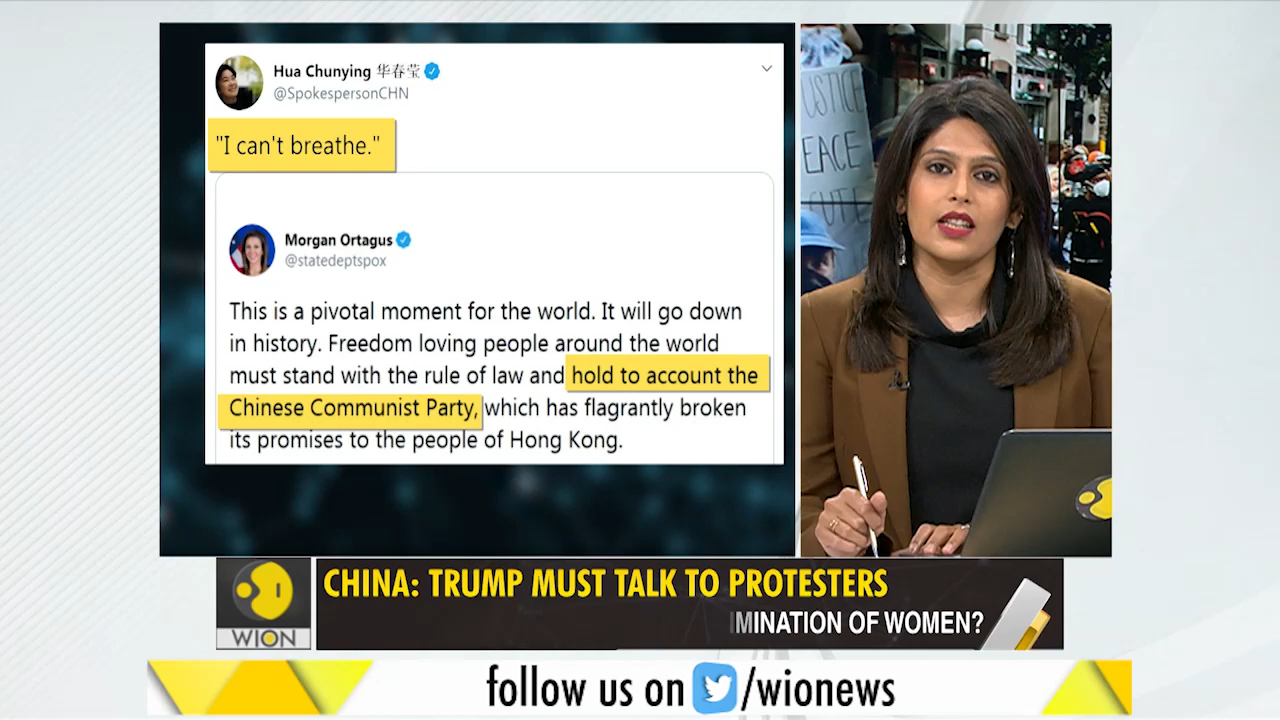 Hua Chunying 华春莹
@SpokespersonCHN
"I can't breathe."
Morgan Ortagus
@statedeptspox
This is a pivotal moment for the world. It will go down
in history. Freedom loving people around the world
must stand with the rule of law and hold to account the
Chinese Communist Party, which has flagrantly broken
its promises to the people of Hong Kong.
USTICE
EACE
CUTE
WION
CHINA: TRUMP MUST TALK TO PROTESTERS
IMINATION OF WOMEN?
follow us on /wionews